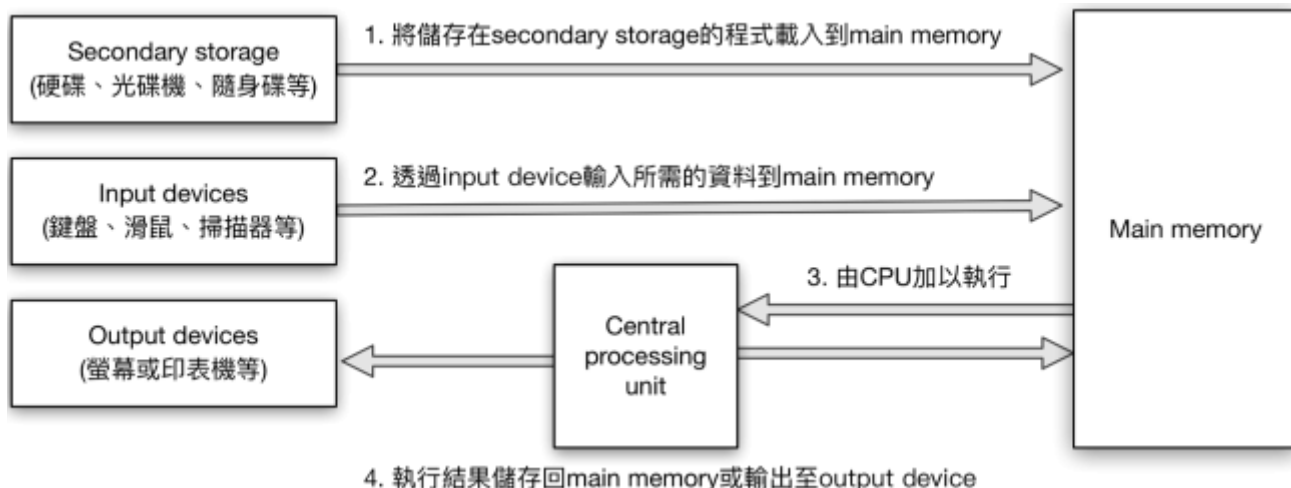 Secondary storage
(硬碟、光碟機、隨身碟等)
1. 將儲存在secondary storage的程式載入到main memory
Input devices
(鍵盤、滑鼠、掃描器等)
2. 透過input device輸入所需的資料到main memory
Main memory
3. 由CPU加以執行
Central
processing
unit
Output devices
(螢幕或印表機等)
4. 執行結果儲存回main memory或輸出至output device